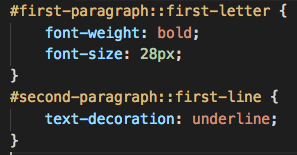 #first-paragraph::first-letter {
    font-weight: bold;
    font-size: 28px;
}
#second-paragraph::first-line {
    text-decoration: underline;
}